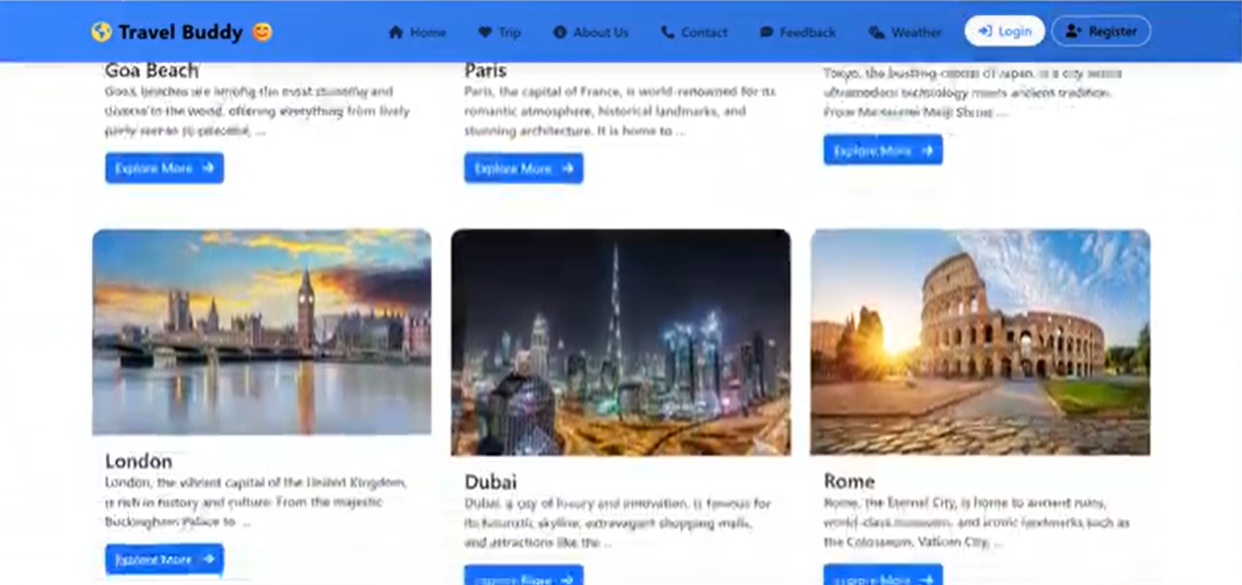 Travel Buddy
Home
Trip
About Us
Contact
Feedback
Weather
Login
Register
Goa Beach
Goa's beaches are among the most stunning and
diverse in the world, offering everything from lively
party scenes to peaceful, ...
Explore More
Paris
Paris, the capital of France, is world-renowned for its
romantic atmosphere, historical landmarks, and
stunning architecture. It is home to ...
Explore More
Tokyo, the bustling capital of Japan, is a city where
ultramodern technology meets ancient tradition.
From Meiji Shrine ...
Explore More
London
London, the vibrant capital of the United Kingdom,
is rich in history and culture. From the majestic
Buckingham Palace to ...
Explore More
Dubai
Dubai, a city of luxury and innovation, is famous for
its futuristic skyline, extravagant shopping malls,
and attractions like the ...
Explore More
Rome
Rome, the Eternal City, is home to ancient ruins,
world-class museums, and iconic landmarks such as
the Colosseum, Vatican City, ...
Explore More